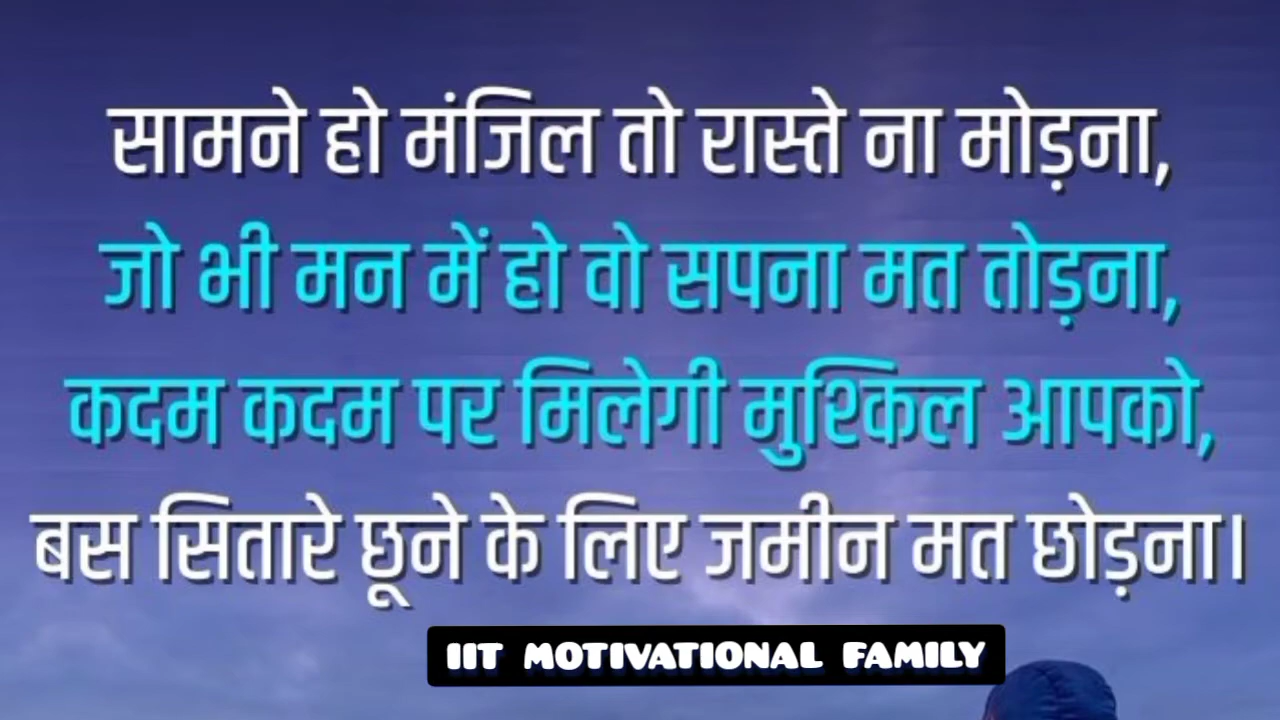 सामने हो मंजिल तो रास्ते ना मोड़ना,
जो भी मन में हो वो सपना मत तोड़ना,
कदम कदम पर मिलेगी मुश्किल आपको,
बस सितारे छूने के लिए जमीन मत छोड़ना।
IIT MOTIVATIONAL FAMILY